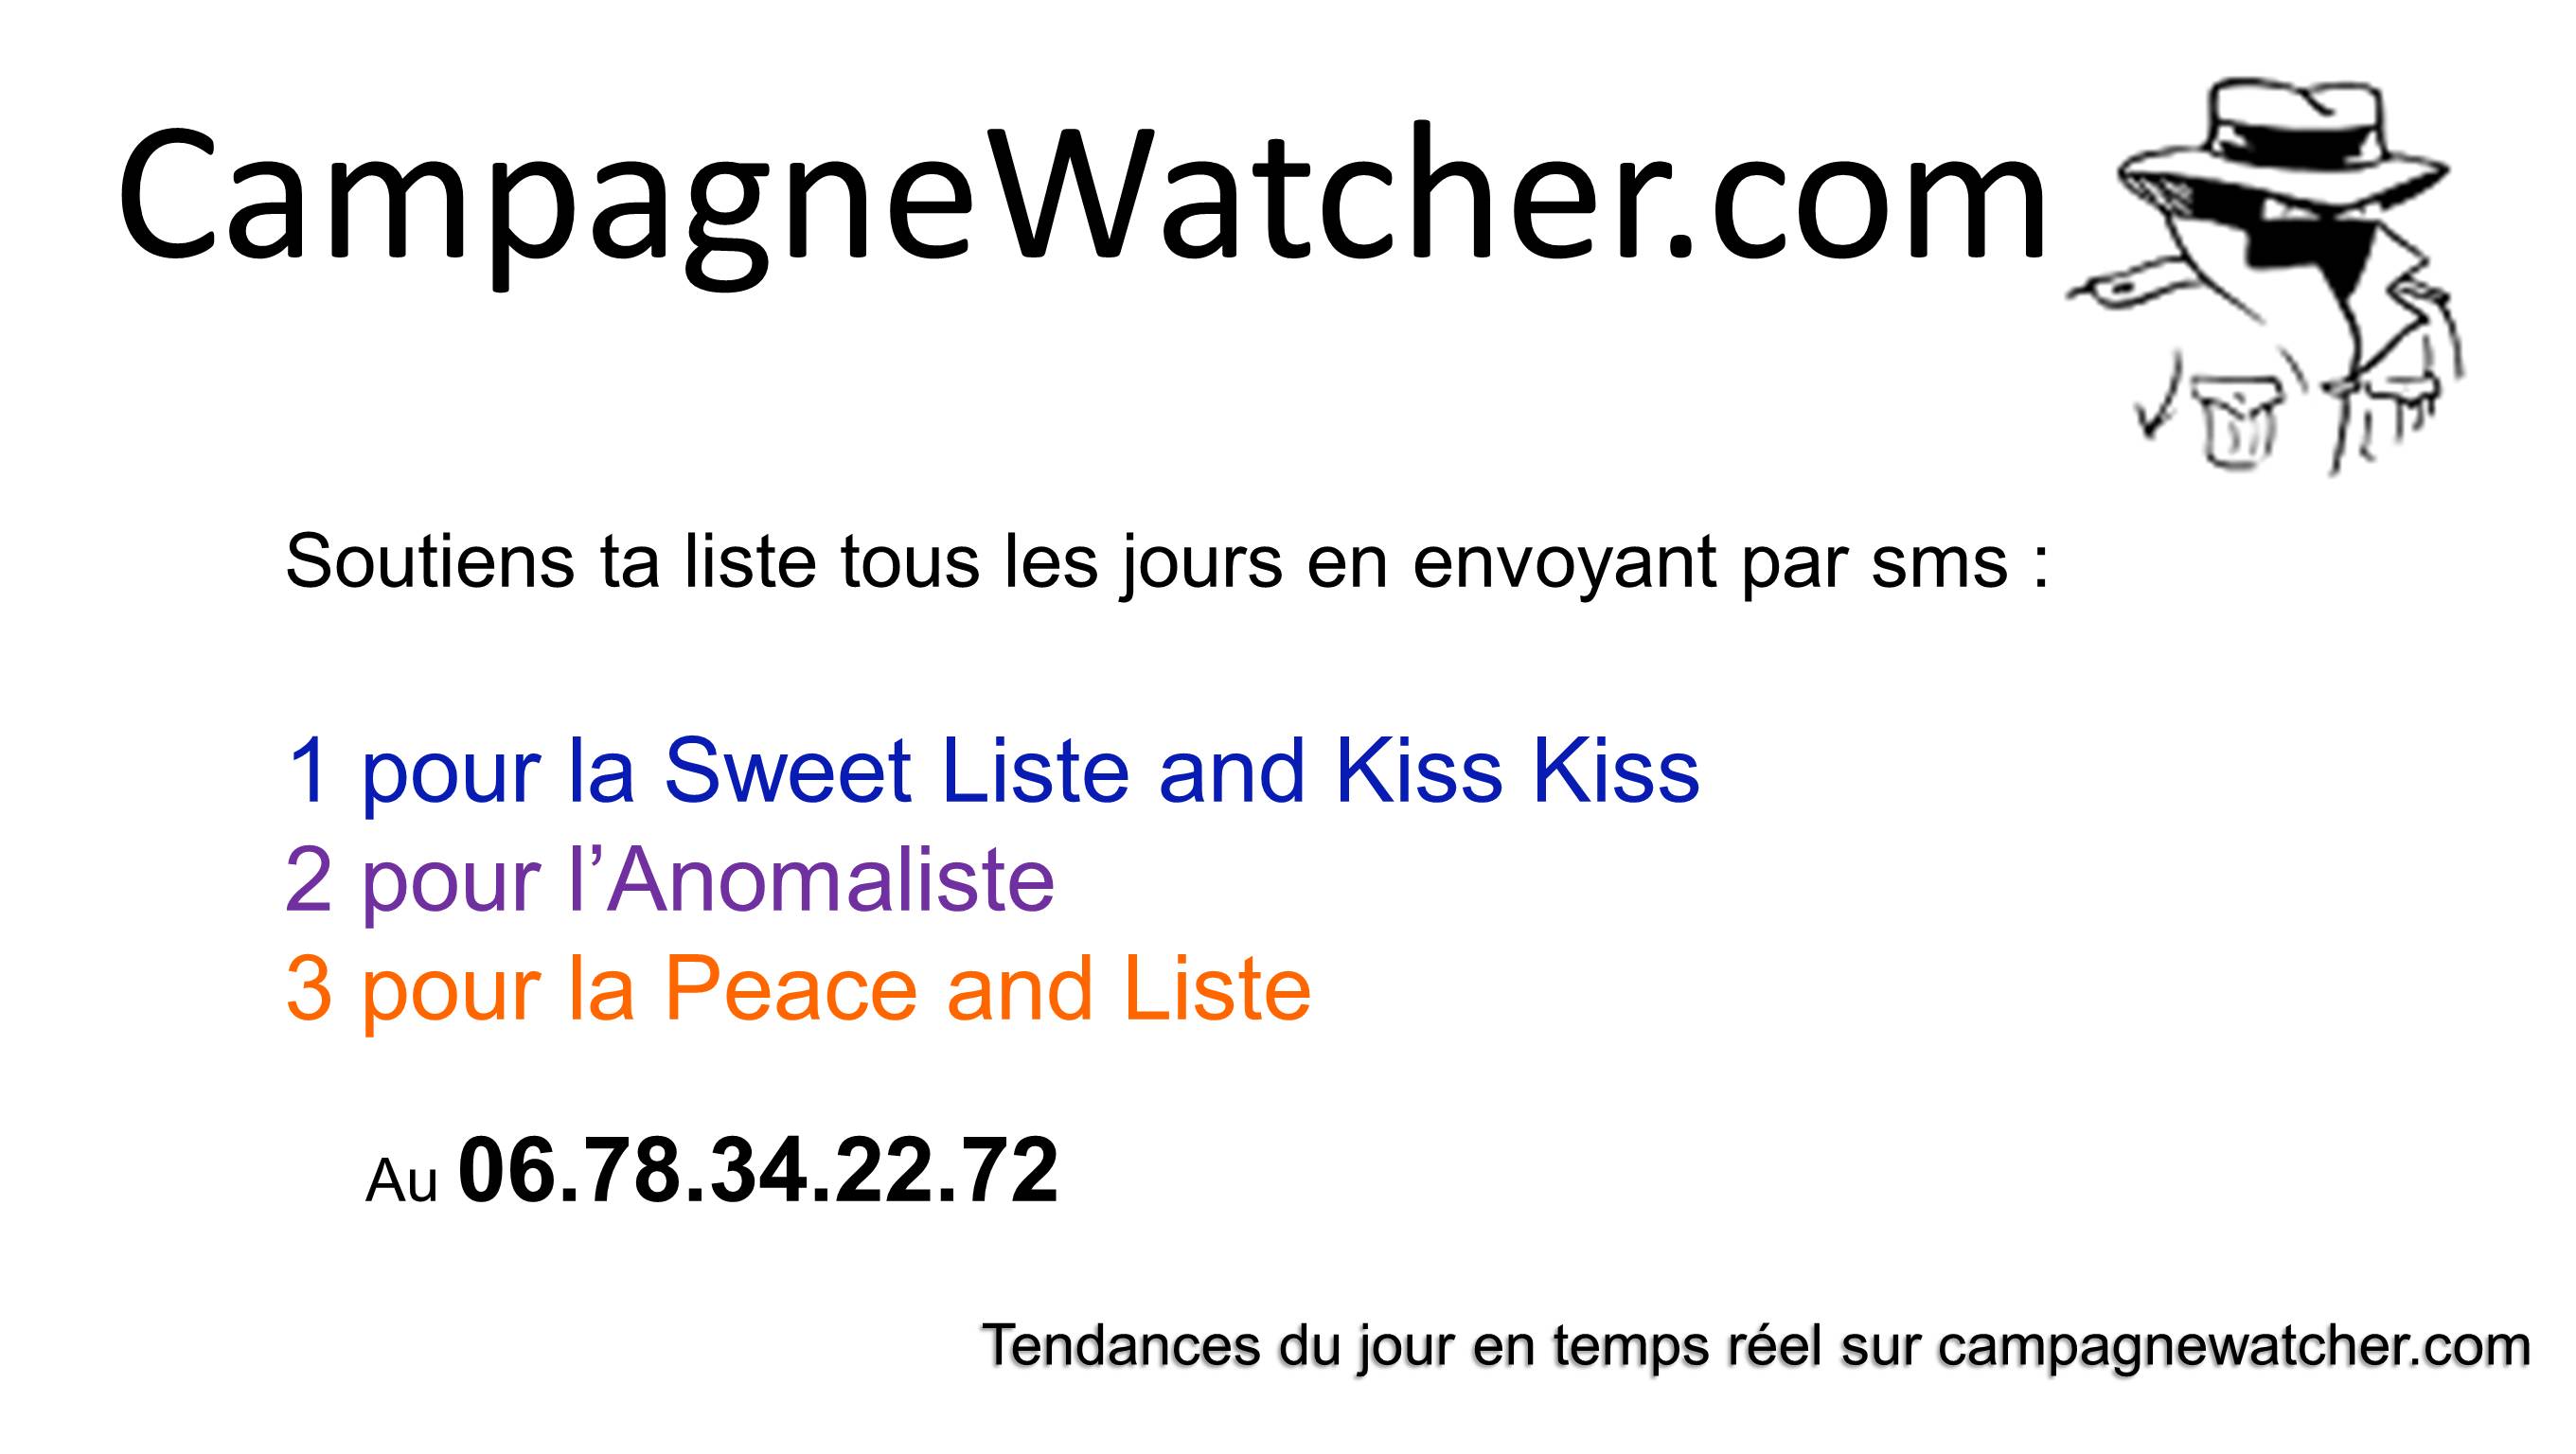 CampagneWatcher.com
Soutiens ta liste tous les jours en envoyant par sms :
1 pour la Sweet Liste and Kiss Kiss
2 pour l’Anomaliste
3 pour la Peace and Liste
Au 06.78.34.22.72
Tendances du jour en temps réel sur campagnewatcher.com